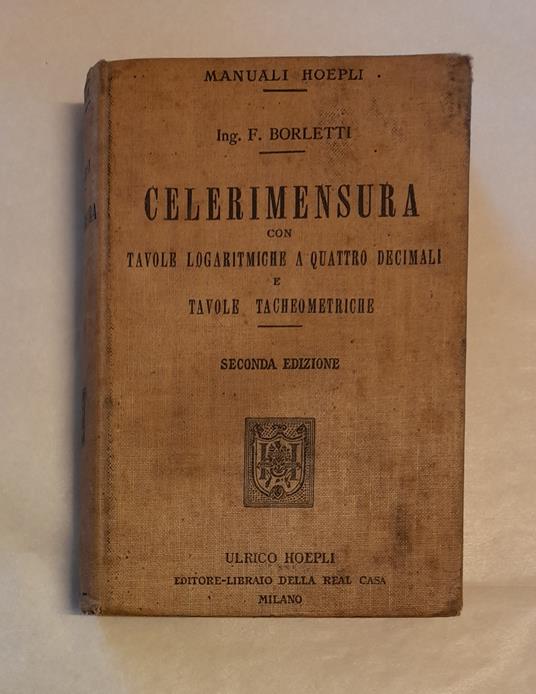 MANUALI HOEPLI
Ing. F. BORLETTI
CELERIMENSURA
CON
TAVOLE LOGARITMICHE A QUATTRO DECIMALI
E
TAVOLE TACHEOMETRICHE
SECONDA EDIZIONE
ULRICO HOEPLI
EDITORE-LIBRAIO DELLA REAL CASA
MILANO